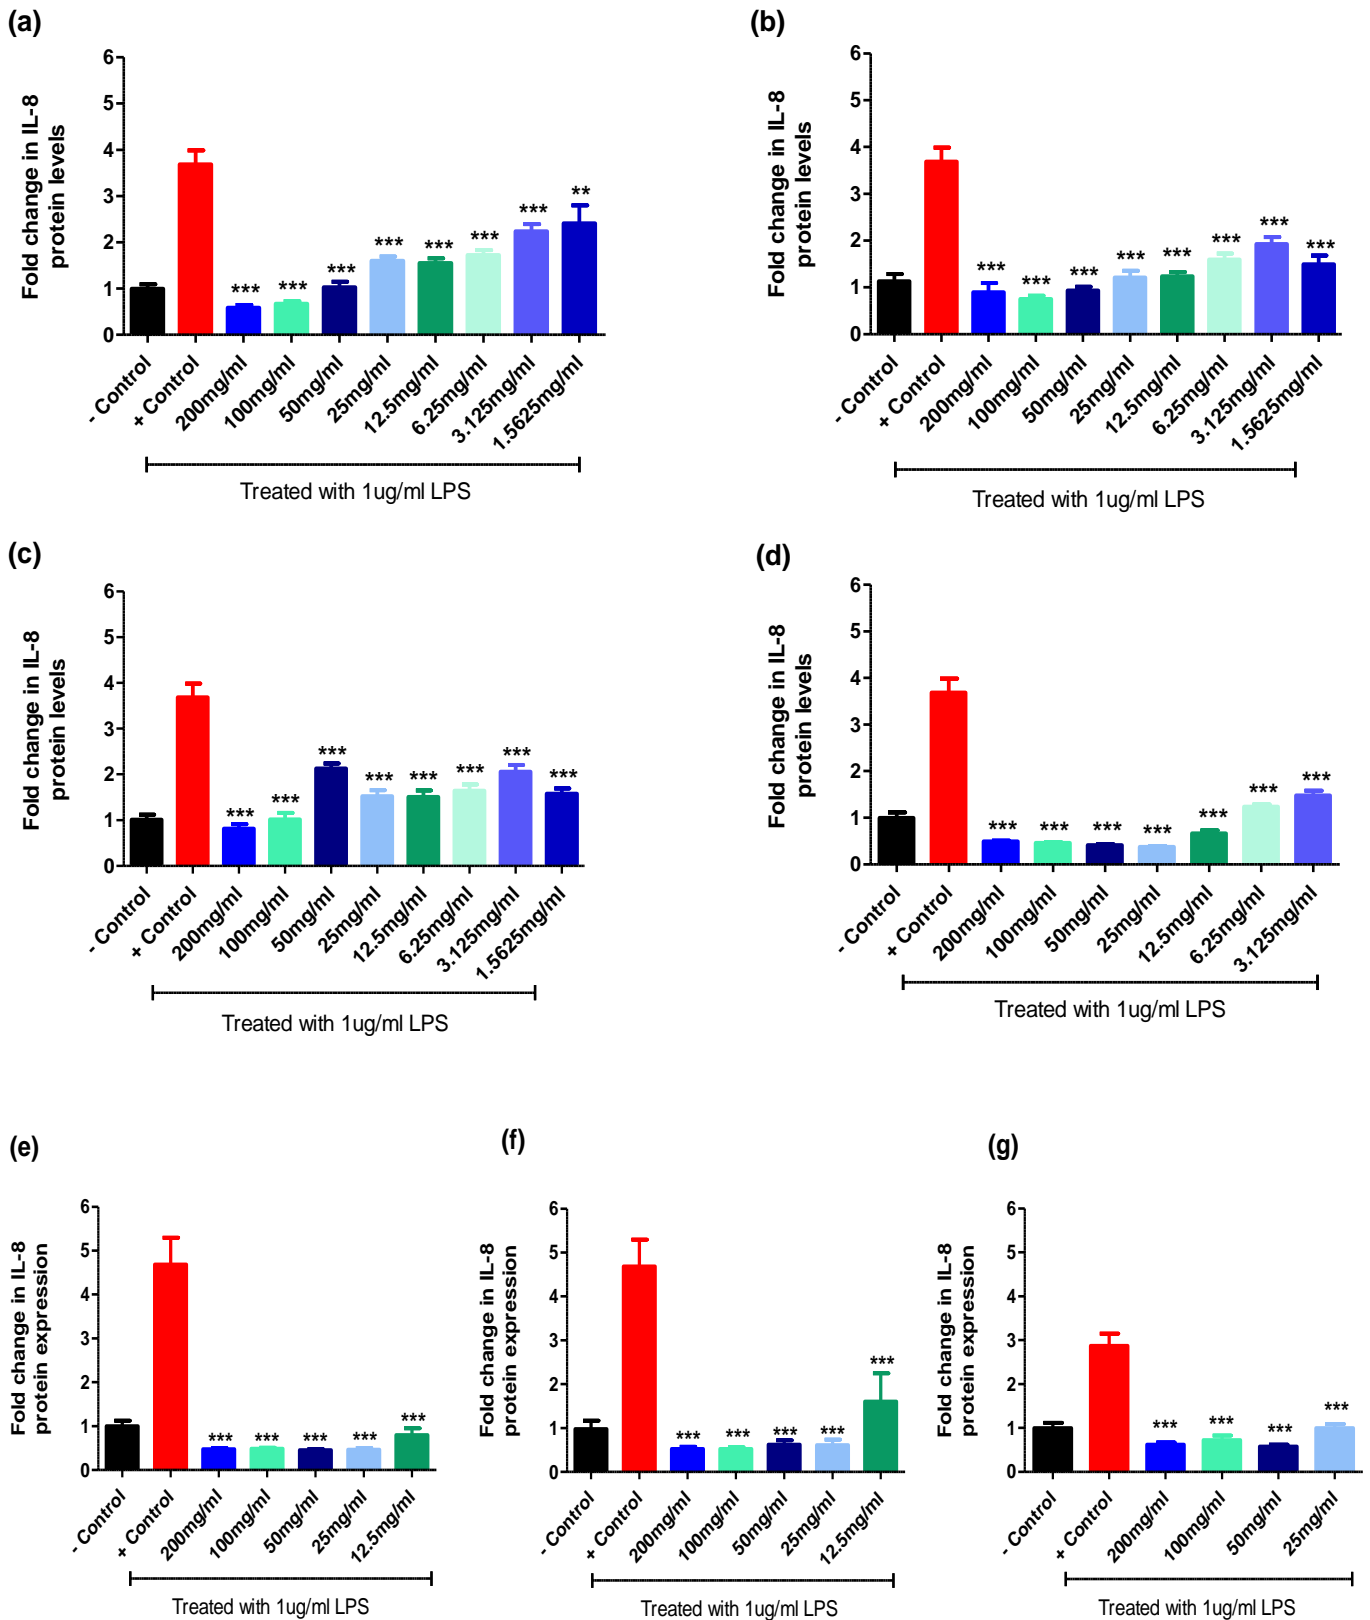 (a)
Fold change in IL-8
protein levels
6
5
4
3
2
1
0
*** *** *** *** *** *** *** **
- Control
+ Control
200mg/ml
100mg/ml
50mg/ml
25mg/ml
12.5mg/ml
6.25mg/ml
3.125mg/ml
1.5625mg/ml
Treated with 1ug/ml LPS
(b)
Fold change in IL-8
protein levels
6
5
4
3
2
1
0
*** *** *** *** *** *** *** ***
- Control
+ Control
200mg/ml
100mg/ml
50mg/ml
25mg/ml
12.5mg/ml
6.25mg/ml
3.125mg/ml
1.5625mg/ml
Treated with 1ug/ml LPS
(c)
Fold change in IL-8
protein levels
6
5
4
3
2
1
0
*** *** *** *** *** *** *** ***
- Control
+ Control
200mg/ml
100mg/ml
50mg/ml
25mg/ml
12.5mg/ml
6.25mg/ml
3.125mg/ml
1.5625mg/ml
Treated with 1ug/ml LPS
(d)
Fold change in IL-8
protein levels
6
5
4
3
2
1
0
*** *** *** *** *** *** ***
- Control
+ Control
200mg/ml
100mg/ml
50mg/ml
25mg/ml
12.5mg/ml
6.25mg/ml
3.125mg/ml
Treated with 1ug/ml LPS
(e)
Fold change in IL-8
protein expression
6
5
4
3
2
1
0
*** *** *** *** ***
- Control
+ Control
200mg/ml
100mg/ml
50mg/ml
25mg/ml
12.5mg/ml
Treated with 1ug/ml LPS
(f)
Fold change in IL-8
protein expression
6
5
4
3
2
1
0
*** *** *** *** ***
- Control
+ Control
200mg/ml
100mg/ml
50mg/ml
25mg/ml
12.5mg/ml
Treated with 1ug/ml LPS
(g)
Fold change in IL-8
protein expression
6
5
4
3
2
1
0
*** *** *** ***
- Control
+ Control
200mg/ml
100mg/ml
50mg/ml
25mg/ml
Treated with 1ug/ml LPS